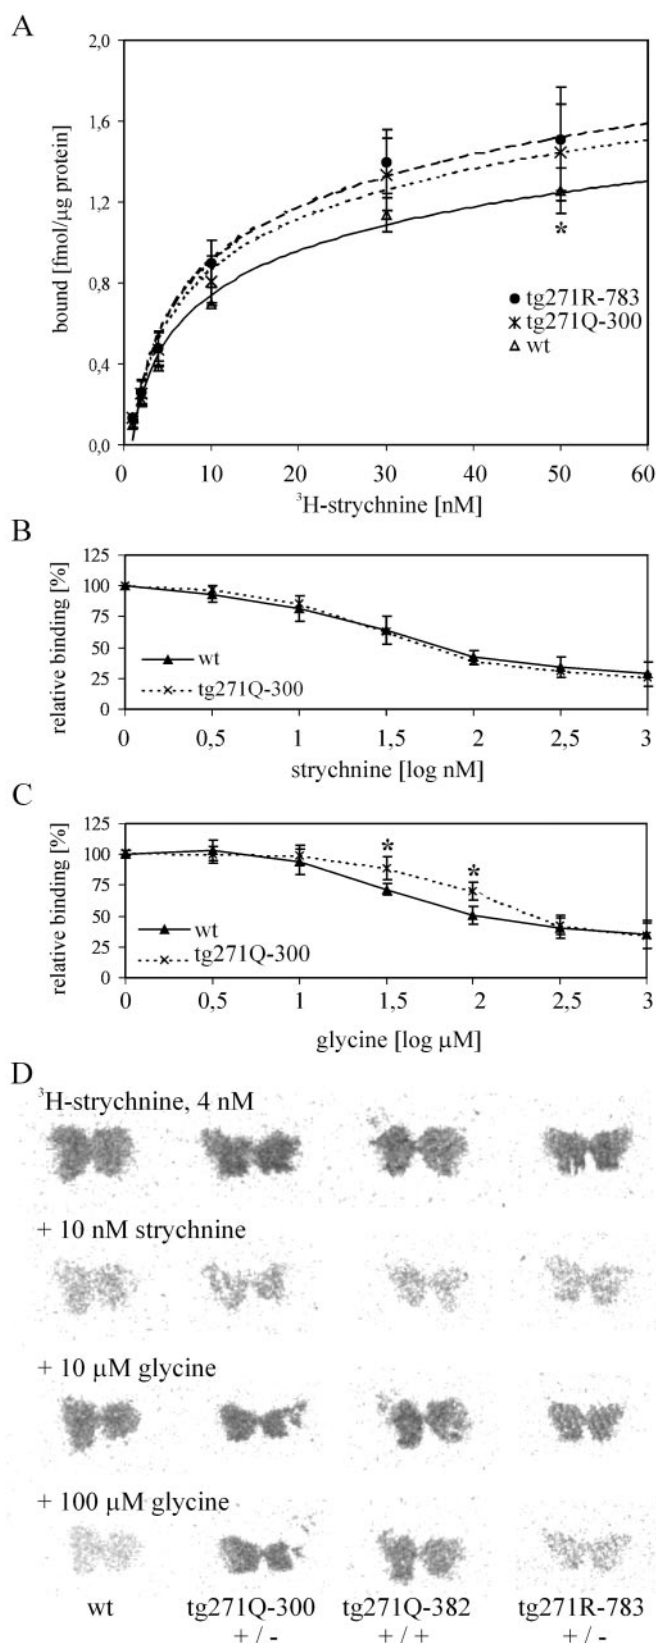 A
2,0
1,6
1,2
0,8
0,4
0,0
bound [fmol/µg protein]
tg271R-783
tg271Q-300
wt
*
0 10 20 30 40 50 60
³H-strychnine [nM]
B
125
100
75
50
25
0
relative binding [%]
wt
tg271Q-300
0 0,5 1 1,5 2 2,5 3
strychnine [log nM]
C
125
100
75
50
25
0
relative binding [%]
* *
wt
tg271Q-300
0 0,5 1 1,5 2 2,5 3
glycine [log µM]
D
³H-strychnine, 4 nM
+ 10 nM strychnine
+ 10 µM glycine
+ 100 µM glycine
wt tg271Q-300 tg271Q-382 tg271R-783
+ / - + / + + / -